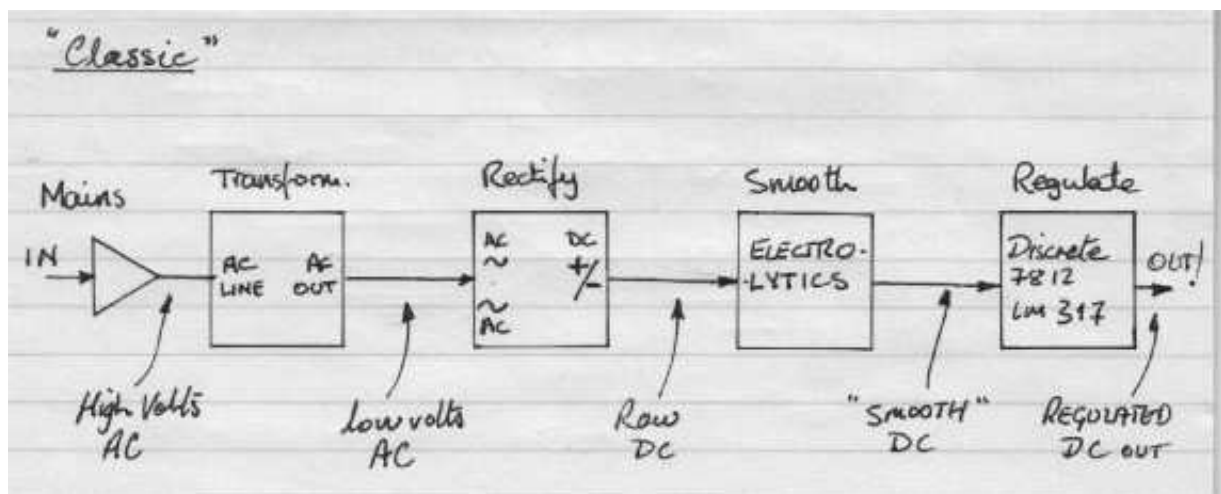 "Classic"
Mains
Transform.
Rectify
Smooth
Regulate
IN
AC
LINE
AC
OUT
AC
~
~
AC
DC
+/-
ELECTRO-
-LYTICS
Discrete
7812
LM 317
OUT!
High Volts
AC
Low volts
AC
Raw
DC
"SMOOTH"
DC
REGULATED
DC OUT